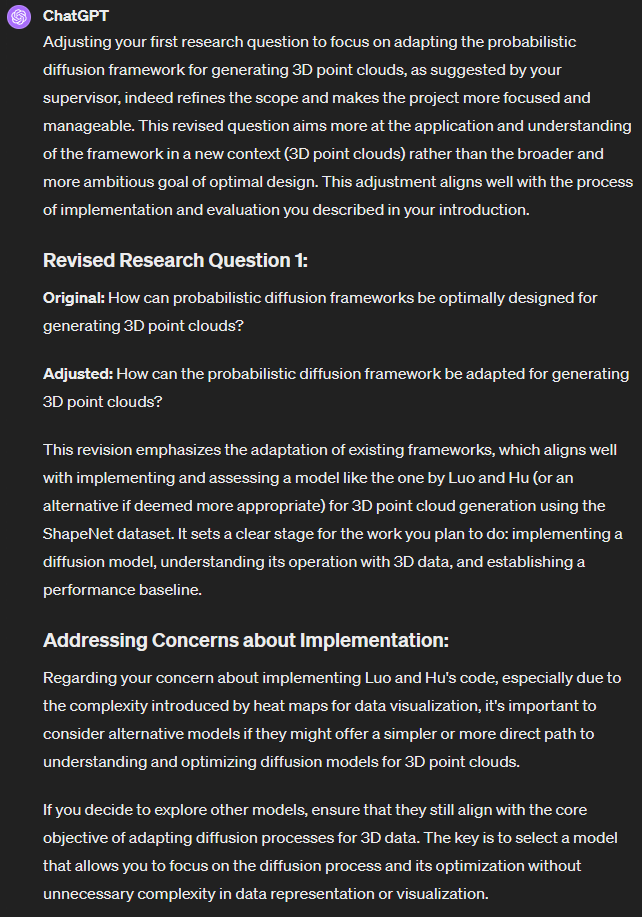 ChatGPT
Adjusting your first research question to focus on adapting the probabilistic
diffusion framework for generating 3D point clouds, as suggested by your
supervisor, indeed refines the scope and makes the project more focused and
manageable. This revised question aims more at the application and understanding
of the framework in a new context (3D point clouds) rather than the broader and
more ambitious goal of optimal design. This adjustment aligns well with the process
of implementation and evaluation you described in your introduction.
Revised Research Question 1:
Original: How can probabilistic diffusion frameworks be optimally designed for
generating 3D point clouds?
Adjusted: How can the probabilistic diffusion framework be adapted for generating
3D point clouds?
This revision emphasizes the adaptation of existing frameworks, which aligns well
with implementing and assessing a model like the one by Luo and Hu (or an
alternative if deemed more appropriate) for 3D point cloud generation using the
ShapeNet dataset. It sets a clear stage for the work you plan to do: implementing a
diffusion model, understanding its operation with 3D data, and establishing a
performance baseline.
Addressing Concerns about Implementation:
Regarding your concern about implementing Luo and Hu's code, especially due to
the complexity introduced by heat maps for data visualization, it's important to
consider alternative models if they might offer a simpler or more direct path to
understanding and optimizing diffusion models for 3D point clouds.
If you decide to explore other models, ensure that they still align with the core
objective of adapting diffusion processes for 3D data. The key is to select a model
that allows you to focus on the diffusion process and its optimization without
unnecessary complexity in data representation or visualization.